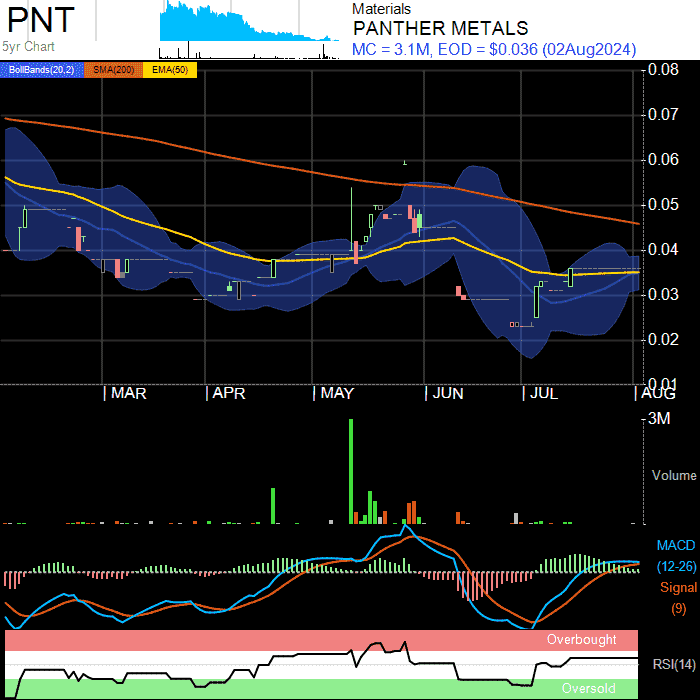 PNT
5yr Chart
Materials
PANTHER METALS
MC = 3.1M, EOD = $0.036 (02Aug2024)
BollBands(20,2) SMA(200) EMA(50)
0.08
0.07
0.06
0.05
0.04
0.03
0.02
0.01
MAR APR MAY JUN JUL AUG
3M
Volume
MACD
(12-26)
Signal
(9)
Overbought
RSI(14)
Oversold